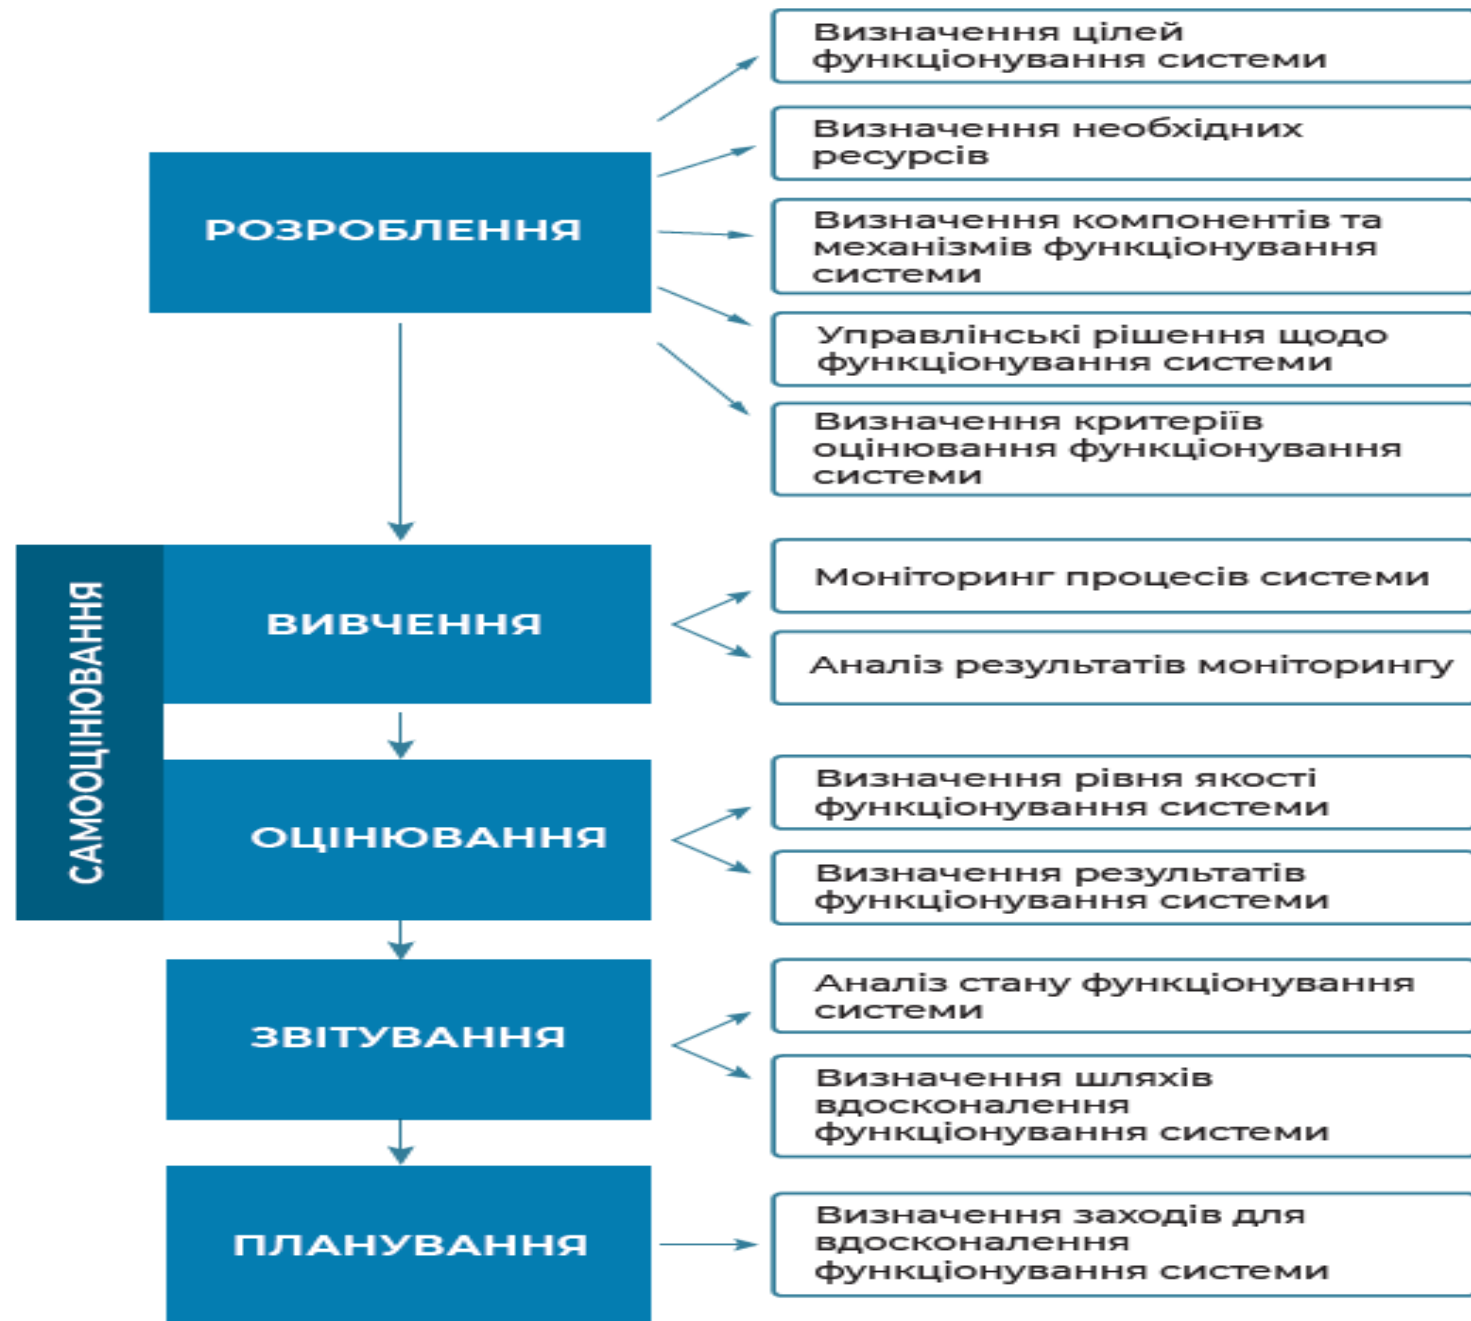 РОЗРОБЛЕННЯ
Визначення цілей
функціонування системи
Визначення необхідних
ресурсів
Визначення компонентів та
механізмів функціонування
системи
Управлінські рішення щодо
функціонування системи
Визначення критеріїв
оцінювання функціонування
системи
САМООЦІНЮВАННЯ
ВИВЧЕННЯ
Моніторинг процесів системи
Аналіз результатів моніторингу
ОЦІНЮВАННЯ
Визначення рівня якості
функціонування системи
Визначення результатів
функціонування системи
ЗВІТУВАННЯ
Аналіз стану функціонування
системи
Визначення шляхів
вдосконалення
функціонування системи
ПЛАНУВАННЯ
Визначення заходів для
вдосконалення
функціонування системи